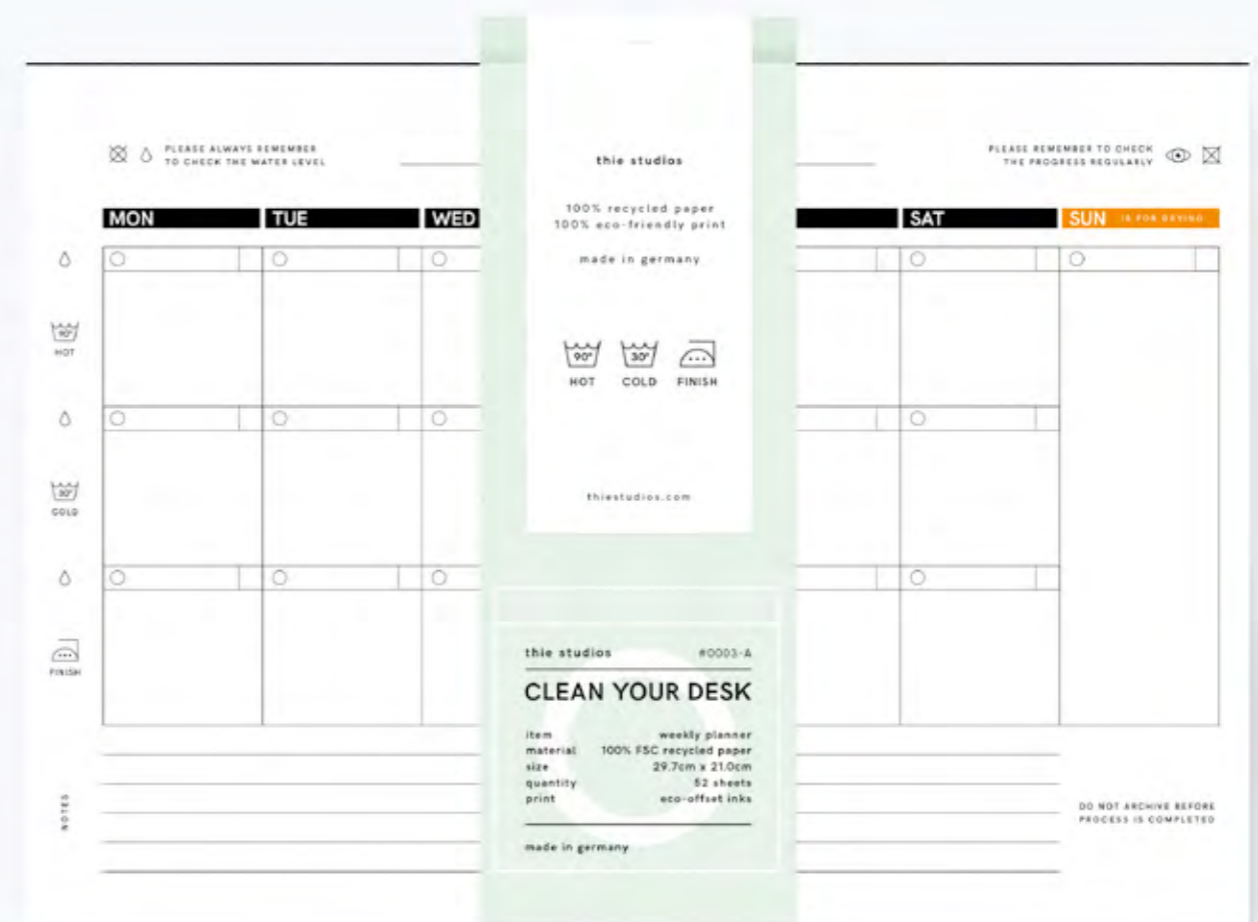 PLEASE ALWAYS REMEMBER
TO CHECK THE WATER LEVEL
PLEASE REMEMBER TO CHECK
THE PROGRESS REGULARLY
MON
TUE
WED
SAT
SUN IS FOR DRYING
90°
HOT
30°
COLD
FINISH
NOTES
DO NOT ARCHIVE BEFORE
PROCESS IS COMPLETED
thie studios
100% recycled paper
100% eco-friendly print
made in germany
90° 30°
HOT COLD FINISH
thiestudios.com
thie studios #0003-A
CLEAN YOUR DESK
item weekly planner
material 100% FSC recycled paper
size 29.7cm x 21.0cm
quantity 52 sheets
print eco-offset inks
made in germany